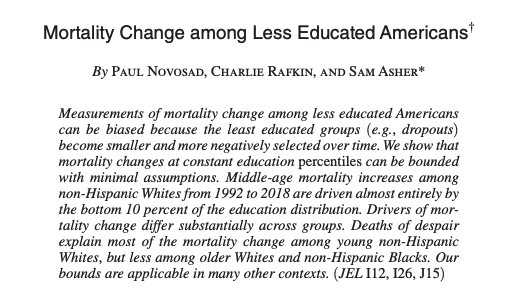 Mortality Change among Less Educated Americans†
By PAUL NOVOSAD, CHARLIE RAFKIN, AND SAM ASHER*
Measurements of mortality change among less educated Americans
can be biased because the least educated groups (e.g., dropouts)
become smaller and more negatively selected over time. We show that
mortality changes at constant education percentiles can be bounded
with minimal assumptions. Middle-age mortality increases among
non-Hispanic Whites from 1992 to 2018 are driven almost entirely by
the bottom 10 percent of the education distribution. Drivers of mor-
tality change differ substantially across groups. Deaths of despair
explain most of the mortality change among young non-Hispanic
Whites, but less among older Whites and non-Hispanic Blacks. Our
bounds are applicable in many other contexts. (JEL I12, I26, J15)